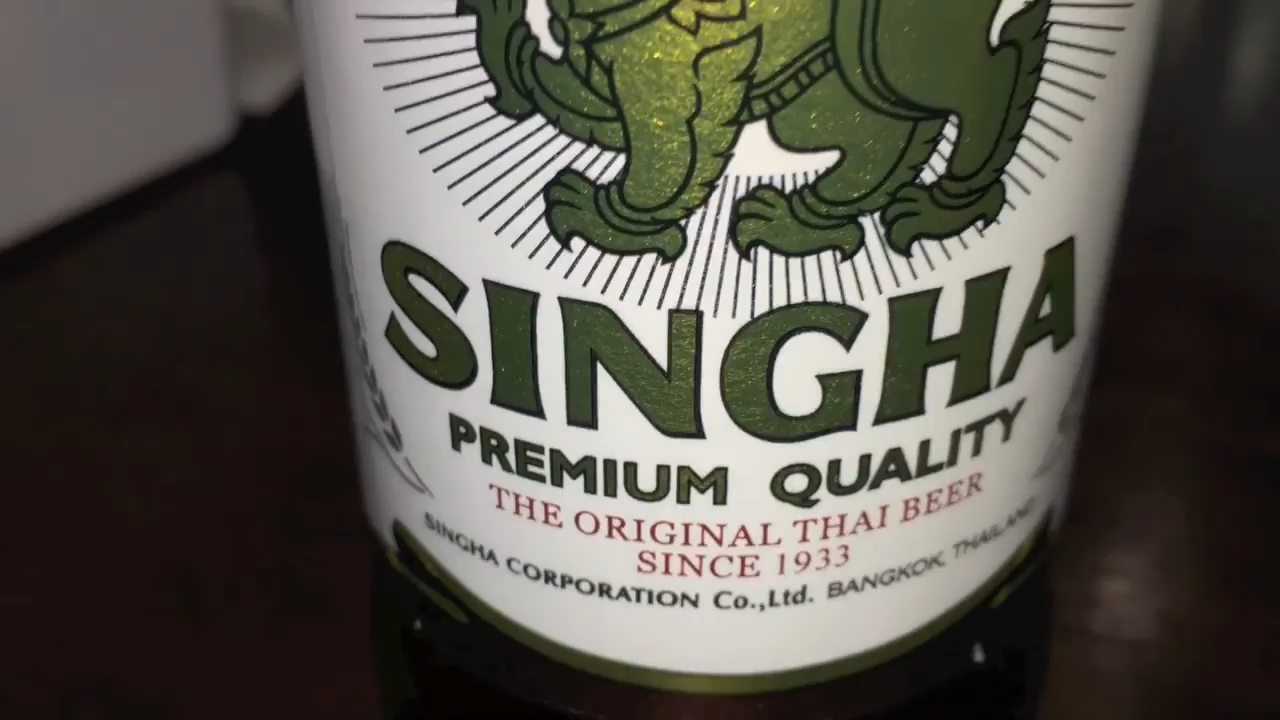 SINGHA
PREMIUM QUALITY
THE ORIGINAL THAI BEER
SINCE 1933
SINGHA CORPORATION Co.,Ltd. BANGKOK, THAILAND